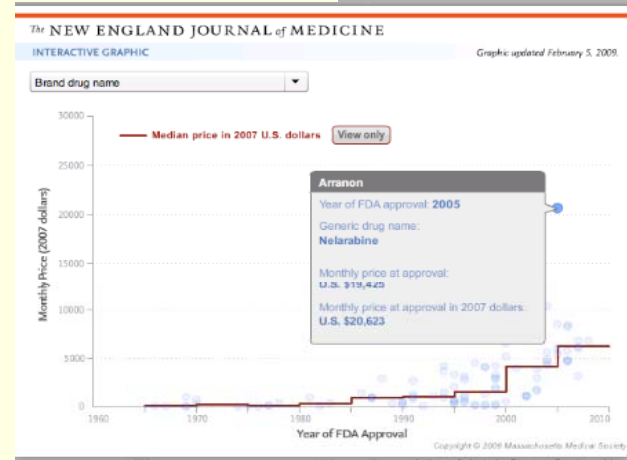 The NEW ENGLAND JOURNAL of MEDICINE
INTERACTIVE GRAPHIC
Graphic updated February 5, 2009.
Brand drug name
30000
Median price in 2007 U.S. dollars
View only
25000
Arranon
Year of FDA approval: 2005
Generic drug name:
Nelarabine
Monthly price at approval:
U.S. $19,425
Monthly price at approval in 2007 dollars:
U.S. $20,623
20000
15000
10000
5000
0
Monthly Price (2007 dollars)
1960
1970
1980
1990
2000
2010
Year of FDA Approval
Copyright © 2009 Massachusetts Medical Society